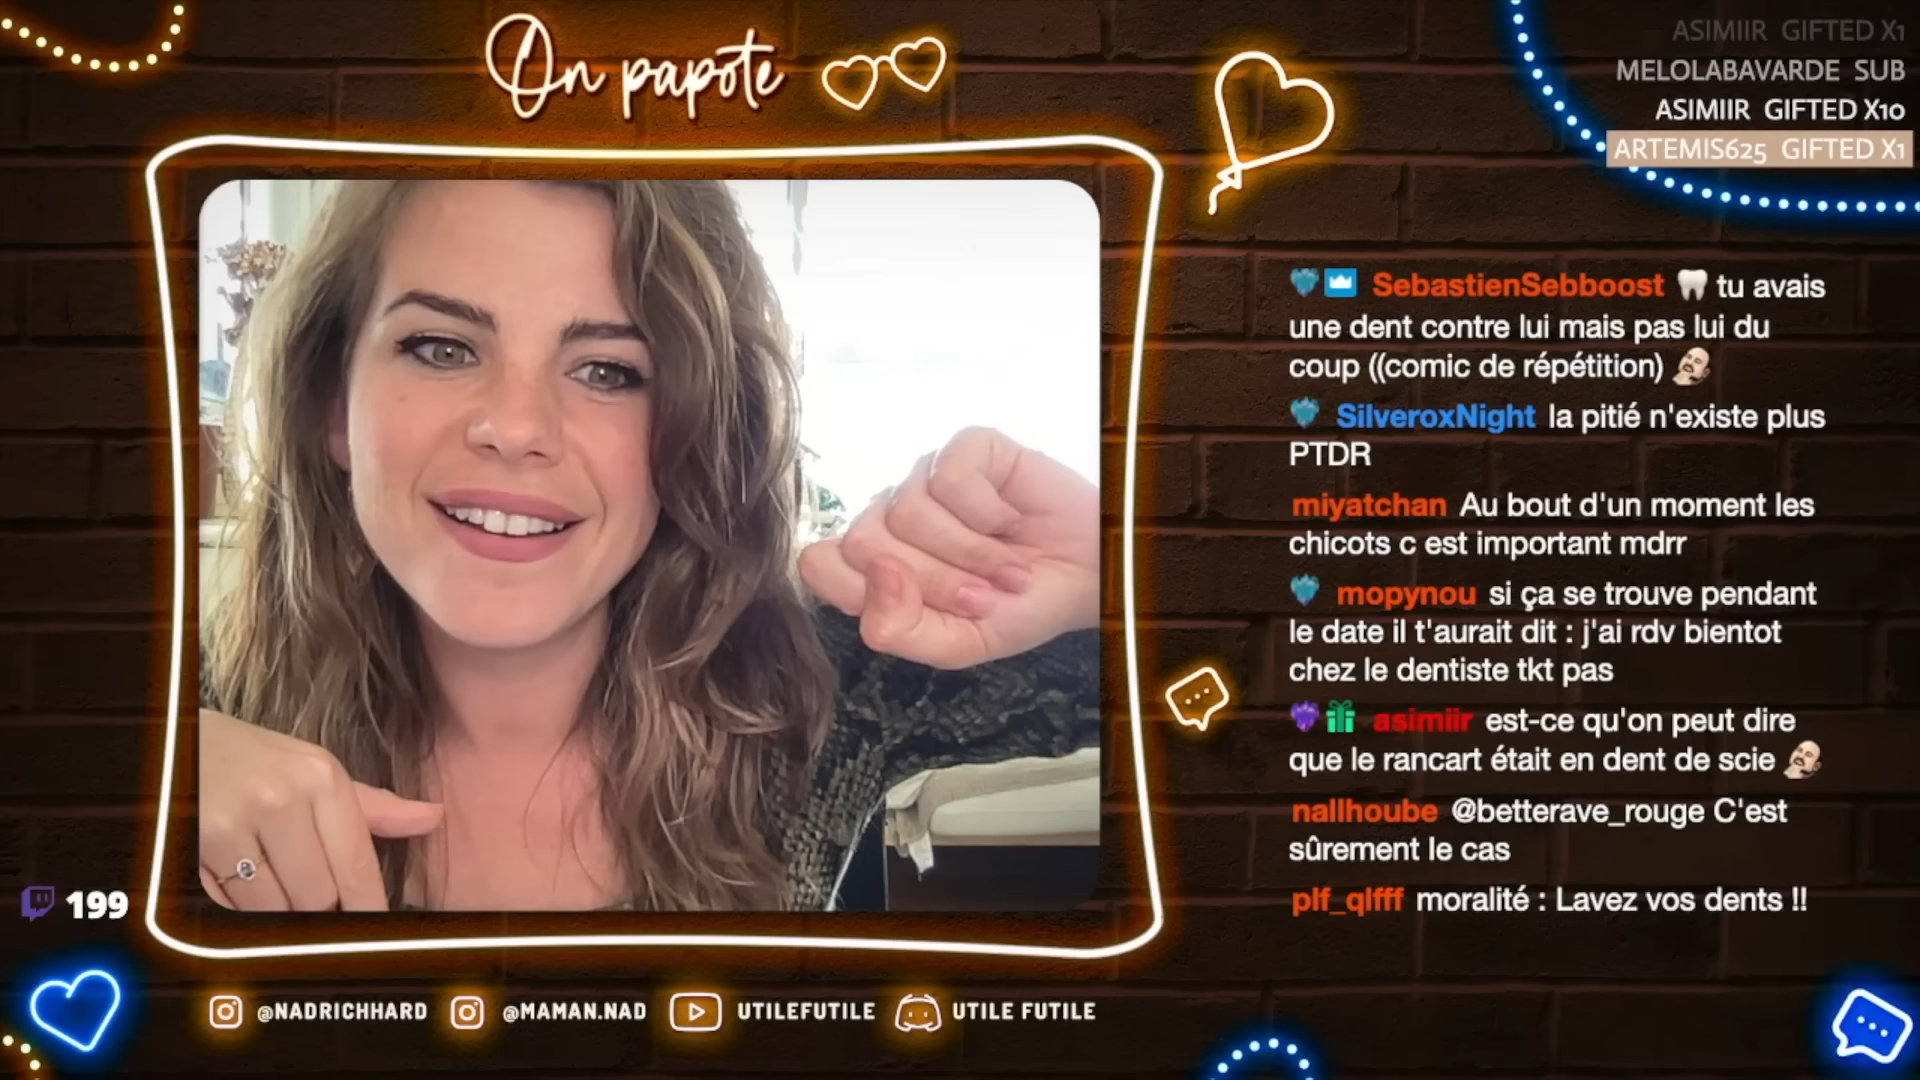 On papote
ASIMIIR GIFTED X1
MELOLABAVARDE SUB
ASIMIIR GIFTED X10
ARTEMIS625 GIFTED X1
SebastienSebboost 🦷 tu avais
une dent contre lui mais pas lui du
coup ((comic de répétition)
SilveroxNight la pitié n'existe plus
PTDR
miyatchan Au bout d'un moment les
chicots c est important mdrr
mopynou si ça se trouve pendant
le date il t'aurait dit : j'ai rdv bientot
chez le dentiste tkt pas
asimiir est-ce qu'on peut dire
que le rancart était en dent de scie
nallhoube @betterave_rouge C'est
sûrement le cas
plf_qlfff moralité : Lavez vos dents !!
199
@NADRICHHARD @MAMAN.NAD UTILEFUTILE UTILE FUTILE